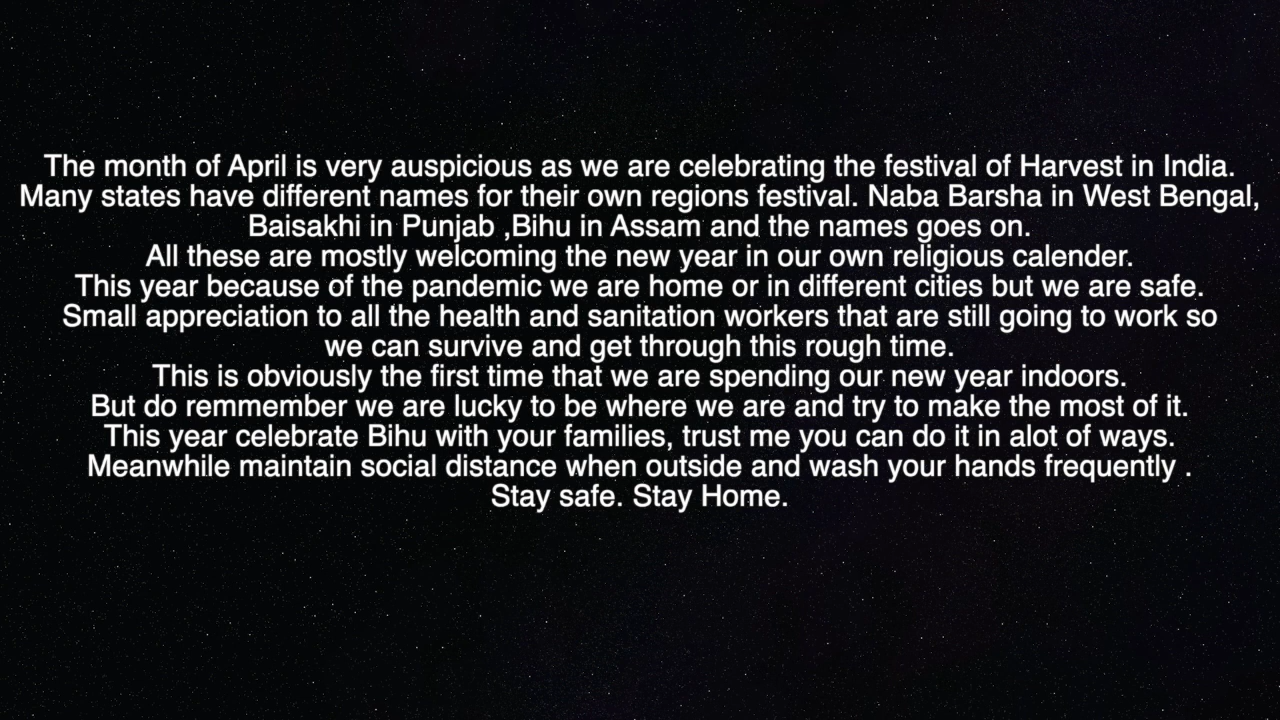 The month of April is very auspicious as we are celebrating the festival of Harvest in India.
Many states have different names for their own regions festival. Naba Barsha in West Bengal,
Baisakhi in Punjab ,Bihu in Assam and the names goes on.
All these are mostly welcoming the new year in our own religious calender.
This year because of the pandemic we are home or in different cities but we are safe.
Small appreciation to all the health and sanitation workers that are still going to work so
we can survive and get through this rough time.
This is obviously the first time that we are spending our new year indoors.
But do remmember we are lucky to be where we are and try to make the most of it.
This year celebrate Bihu with your families, trust me you can do it in alot of ways.
Meanwhile maintain social distance when outside and wash your hands frequently .
Stay safe. Stay Home.